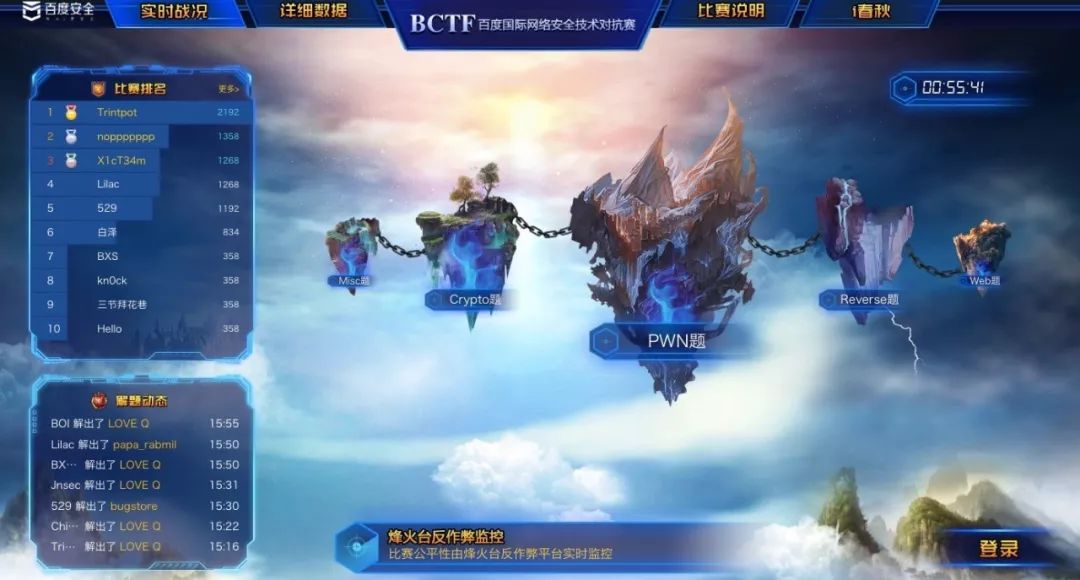 百度安全
实时战况
详细数据
BCTF 百度国际网络安全技术对抗赛
比赛说明
i春秋
00:55:41
比赛排名 更多>
1 Trintpot 2192
2 noppppppp 1358
3 X1cT34m 1268
4 Lilac 1268
5 529 1192
6 白泽 834
7 BXS 358
8 kn0ck 358
9 三节拜花巷 358
10 Hello 358
Misc题
Crypto题
PWN题
Reverse题
Web题
解题动态
BOI 解出了 LOVE Q 15:55
Lilac 解出了 papa_rabmil 15:50
BX… 解出了 LOVE Q 15:50
Jnsec 解出了 LOVE Q 15:31
529 解出了 bugstore 15:30
Chi… 解出了 LOVE Q 15:22
Tri… 解出了 LOVE Q 15:16
烽火台反作弊监控
比赛公平性由烽火台反作弊平台实时监控
登录